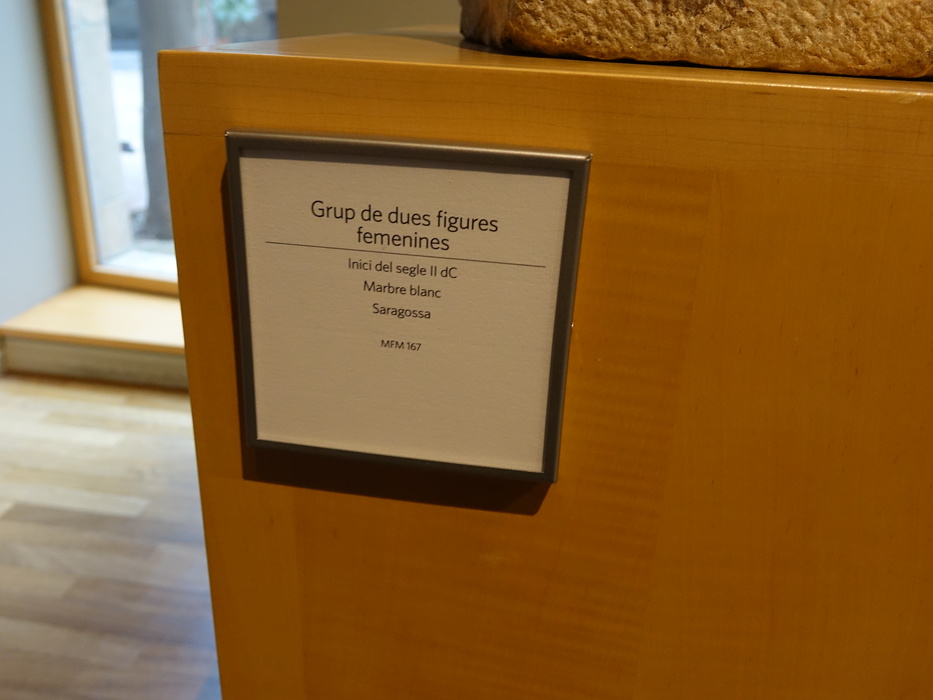 Grup de dues figures
femenines
Inici del segle II dC
Marbre blanc
Saragossa
MFM 167